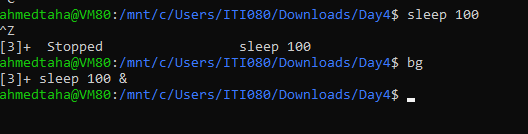 ahmedtaha@VM80:/mnt/c/Users/ITI080/Downloads/Day4$ sleep 100
^Z
[3]+  Stopped                 sleep 100
ahmedtaha@VM80:/mnt/c/Users/ITI080/Downloads/Day4$ bg
[3]+ sleep 100 &
ahmedtaha@VM80:/mnt/c/Users/ITI080/Downloads/Day4$